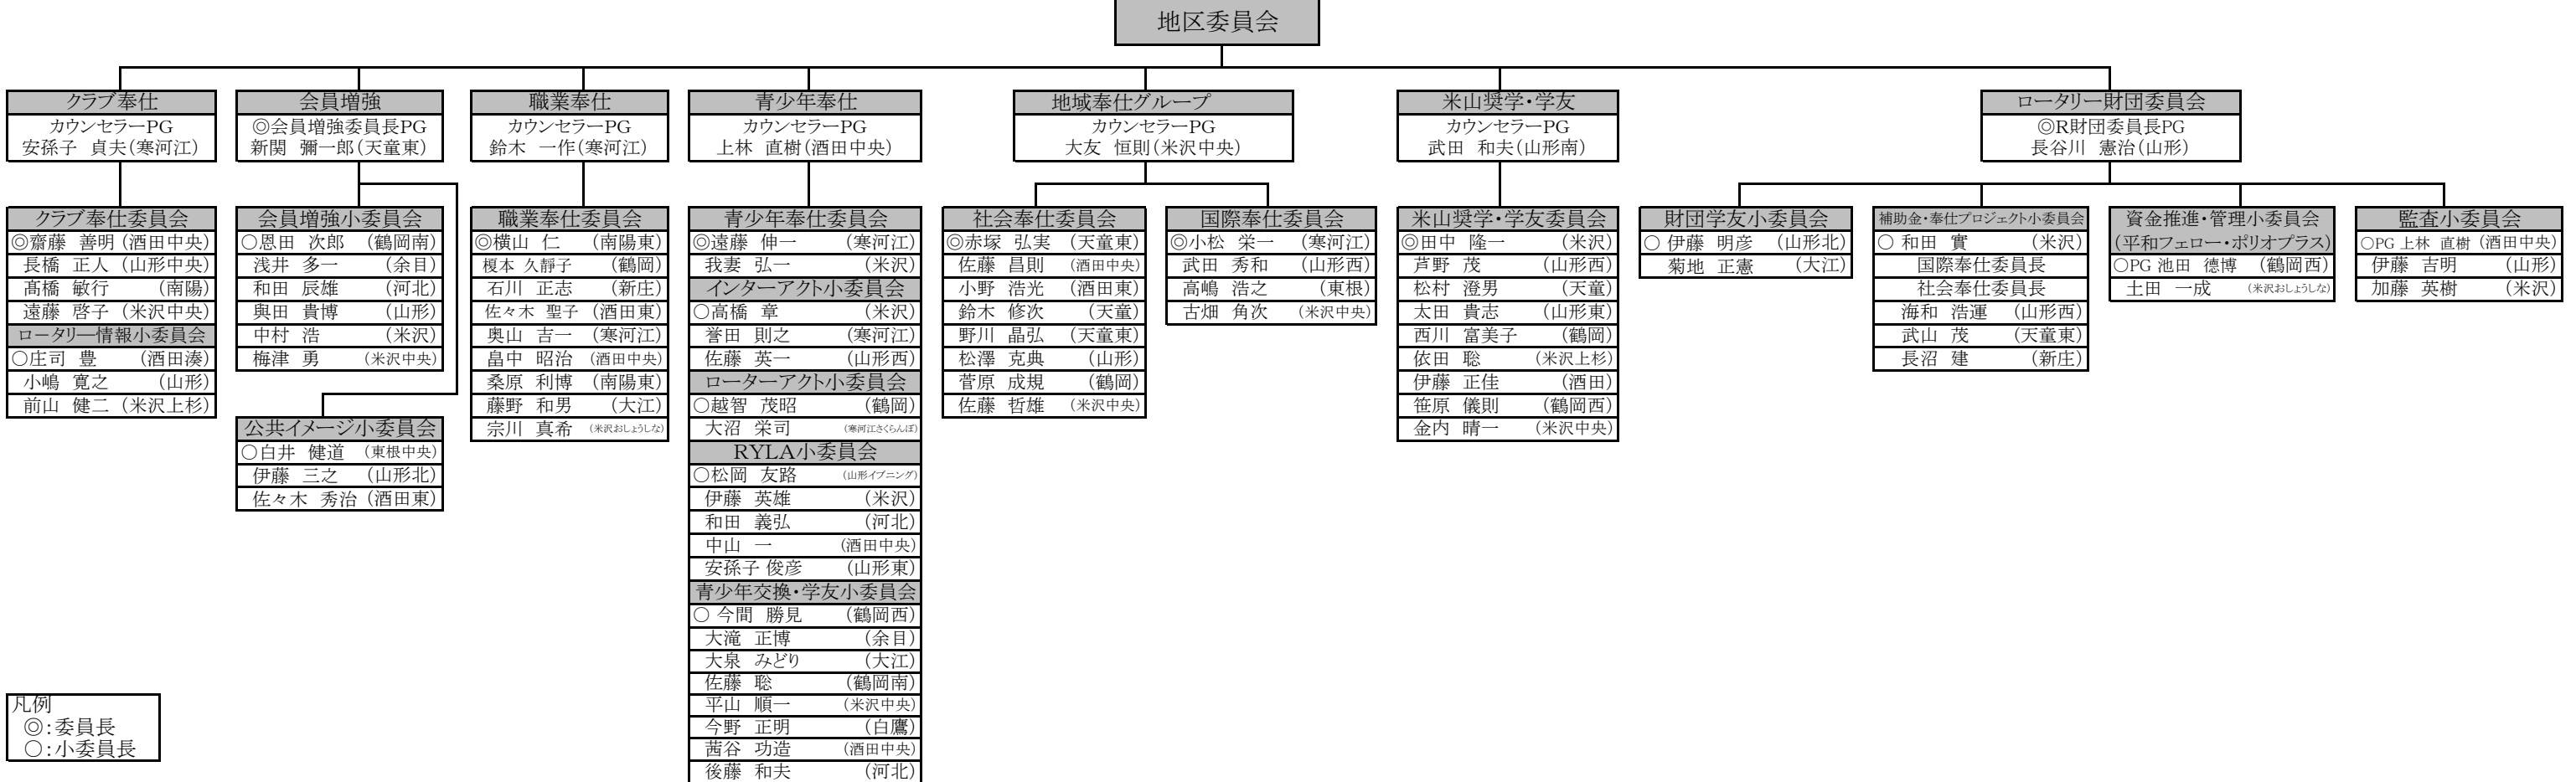 地区委員会
クラブ奉仕
カウンセラーPG
安孫子 貞夫(寒河江)
クラブ奉仕委員会
◎齋藤 善明 (酒田中央)
長橋 正人 (山形中央)
髙橋 敏行 (南陽)
遠藤 啓子 (米沢中央)
ロータリー情報小委員会
○庄司 豊 (酒田湊)
小嶋 寛之 (山形)
前山 健二 (米沢上杉)
会員増強
◎会員増強委員長PG
新関 彌一郎(天童東)
会員増強小委員会
○恩田 次郎 (鶴岡南)
浅井 多一 (余目)
和田 辰雄 (河北)
與田 貴博 (山形)
中村 浩 (米沢)
梅津 勇 (米沢中央)
公共イメージ小委員会
○白井 健道 (東根中央)
伊藤 三之 (山形北)
佐々木 秀治 (酒田東)
職業奉仕
カウンセラーPG
鈴木 一作(寒河江)
職業奉仕委員会
◎横山 仁 (南陽東)
榎本 久靜子 (鶴岡)
石川 正志 (新庄)
佐々木 聖子 (酒田東)
奥山 吉一 (寒河江)
畠中 昭治 (酒田中央)
桑原 利博 (南陽東)
藤野 和男 (大江)
宗川 真希 (米沢おしょうしな)
青少年奉仕
カウンセラーPG
上林 直樹(酒田中央)
青少年奉仕委員会
◎遠藤 伸一 (寒河江)
我妻 弘一 (米沢)
インターアクト小委員会
○高橋 章 (米沢)
誉田 則之 (寒河江)
佐藤 英一 (山形西)
ローターアクト小委員会
○越智 茂昭 (鶴岡)
大沼 栄司 (寒河江さくらんぼ)
RYLA小委員会
○松岡 友路 (山形イブニング)
伊藤 英雄 (米沢)
和田 義弘 (河北)
中山 一 (酒田中央)
安孫子 俊彦 (山形東)
青少年交換・学友小委員会
○ 今間 勝見 (鶴岡西)
大滝 正博 (余目)
大泉 みどり (大江)
佐藤 聡 (鶴岡南)
平山 順一 (米沢中央)
今野 正明 (白鷹)
茜谷 功造 (酒田中央)
後藤 和夫 (河北)
地域奉仕グループ
カウンセラーPG
大友 恒則(米沢中央)
社会奉仕委員会
◎赤塚 弘実 (天童東)
佐藤 昌則 (酒田中央)
小野 浩光 (酒田東)
鈴木 修次 (天童)
野川 晶弘 (天童東)
松澤 克典 (山形)
菅原 成規 (鶴岡)
佐藤 哲雄 (米沢中央)
国際奉仕委員会
◎小松 栄一 (寒河江)
武田 秀和 (山形西)
高嶋 浩之 (東根)
古畑 角次 (米沢中央)
米山奨学・学友
カウンセラーPG
武田 和夫(山形南)
米山奨学・学友委員会
◎田中 隆一 (米沢)
芦野 茂 (山形西)
松村 澄男 (天童)
太田 貴志 (山形東)
西川 富美子 (鶴岡)
依田 聡 (米沢上杉)
伊藤 正佳 (酒田)
笹原 儀則 (鶴岡西)
金内 晴一 (米沢中央)
ロータリー財団委員会
◎R財団委員長PG
長谷川 憲治(山形)
財団学友小委員会
○ 伊藤 明彦 (山形北)
菊地 正憲 (大江)
補助金・奉仕プロジェクト小委員会
○ 和田 實 (米沢)
国際奉仕委員長
社会奉仕委員長
海和 浩運 (山形西)
武山 茂 (天童東)
長沼 建 (新庄)
資金推進・管理小委員会
(平和フェロー・ポリオプラス)
○PG 池田 德博 (鶴岡西)
土田 一成 (米沢おしょうしな)
監査小委員会
○PG 上林 直樹 (酒田中央)
伊藤 吉明 (山形)
加藤 英樹 (米沢)
凡例
◎:委員長
○:小委員長